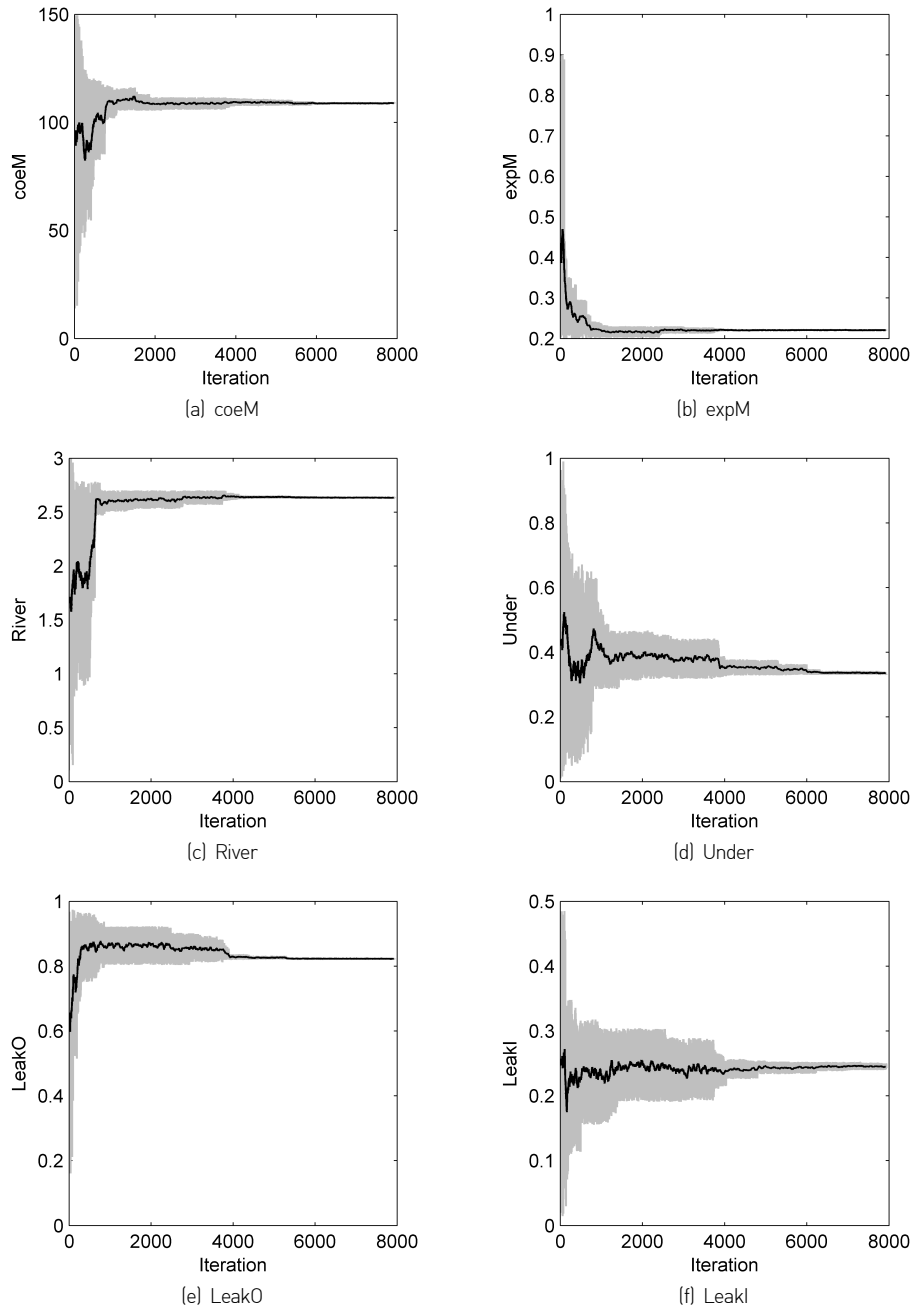 150
100
50
0
coeM
0 2000 4000 6000 8000
Iteration
(a) coeM
1
0.9
0.8
0.7
0.6
0.5
0.4
0.3
0.2
expM
0 2000 4000 6000 8000
Iteration
(b) expM
3
2.5
2
1.5
1
0.5
0
River
0 2000 4000 6000 8000
Iteration
(c) River
1
0.8
0.6
0.4
0.2
0
Under
0 2000 4000 6000 8000
Iteration
(d) Under
1
0.8
0.6
0.4
0.2
0
LeakO
0 2000 4000 6000 8000
Iteration
(e) LeakO
0.5
0.4
0.3
0.2
0.1
0
LeakI
0 2000 4000 6000 8000
Iteration
(f) LeakI